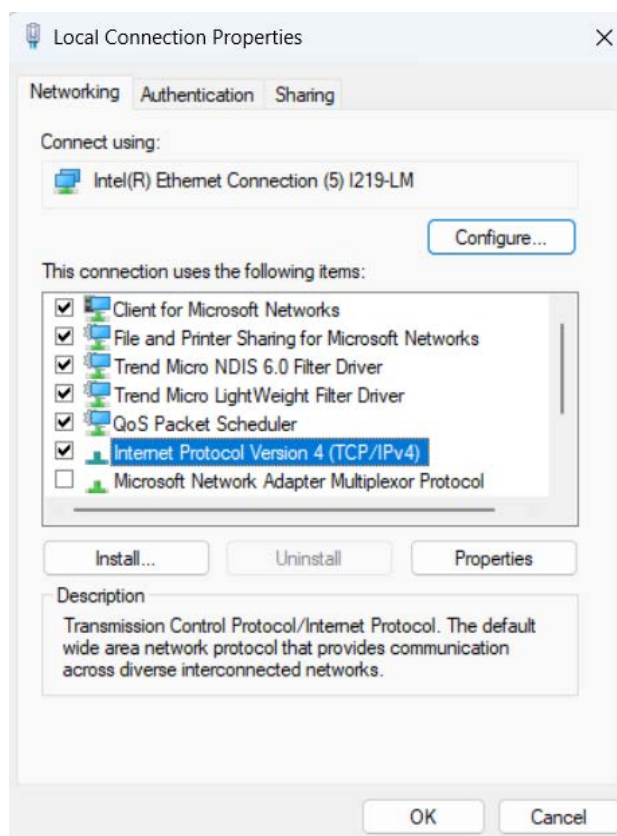 Local Connection Properties
Networking
Authentication
Sharing
Connect using:
Intel(R) Ethernet Connection (5) I219-LM
Configure...
This connection uses the following items:
Client for Microsoft Networks
File and Printer Sharing for Microsoft Networks
Trend Micro NDIS 6.0 Filter Driver
Trend Micro LightWeight Filter Driver
QoS Packet Scheduler
Internet Protocol Version 4 (TCP/IPv4)
Microsoft Network Adapter Multiplexor Protocol
Install...
Uninstall
Properties
Description
Transmission Control Protocol/Internet Protocol. The default
wide area network protocol that provides communication
across diverse interconnected networks.
OK
Cancel